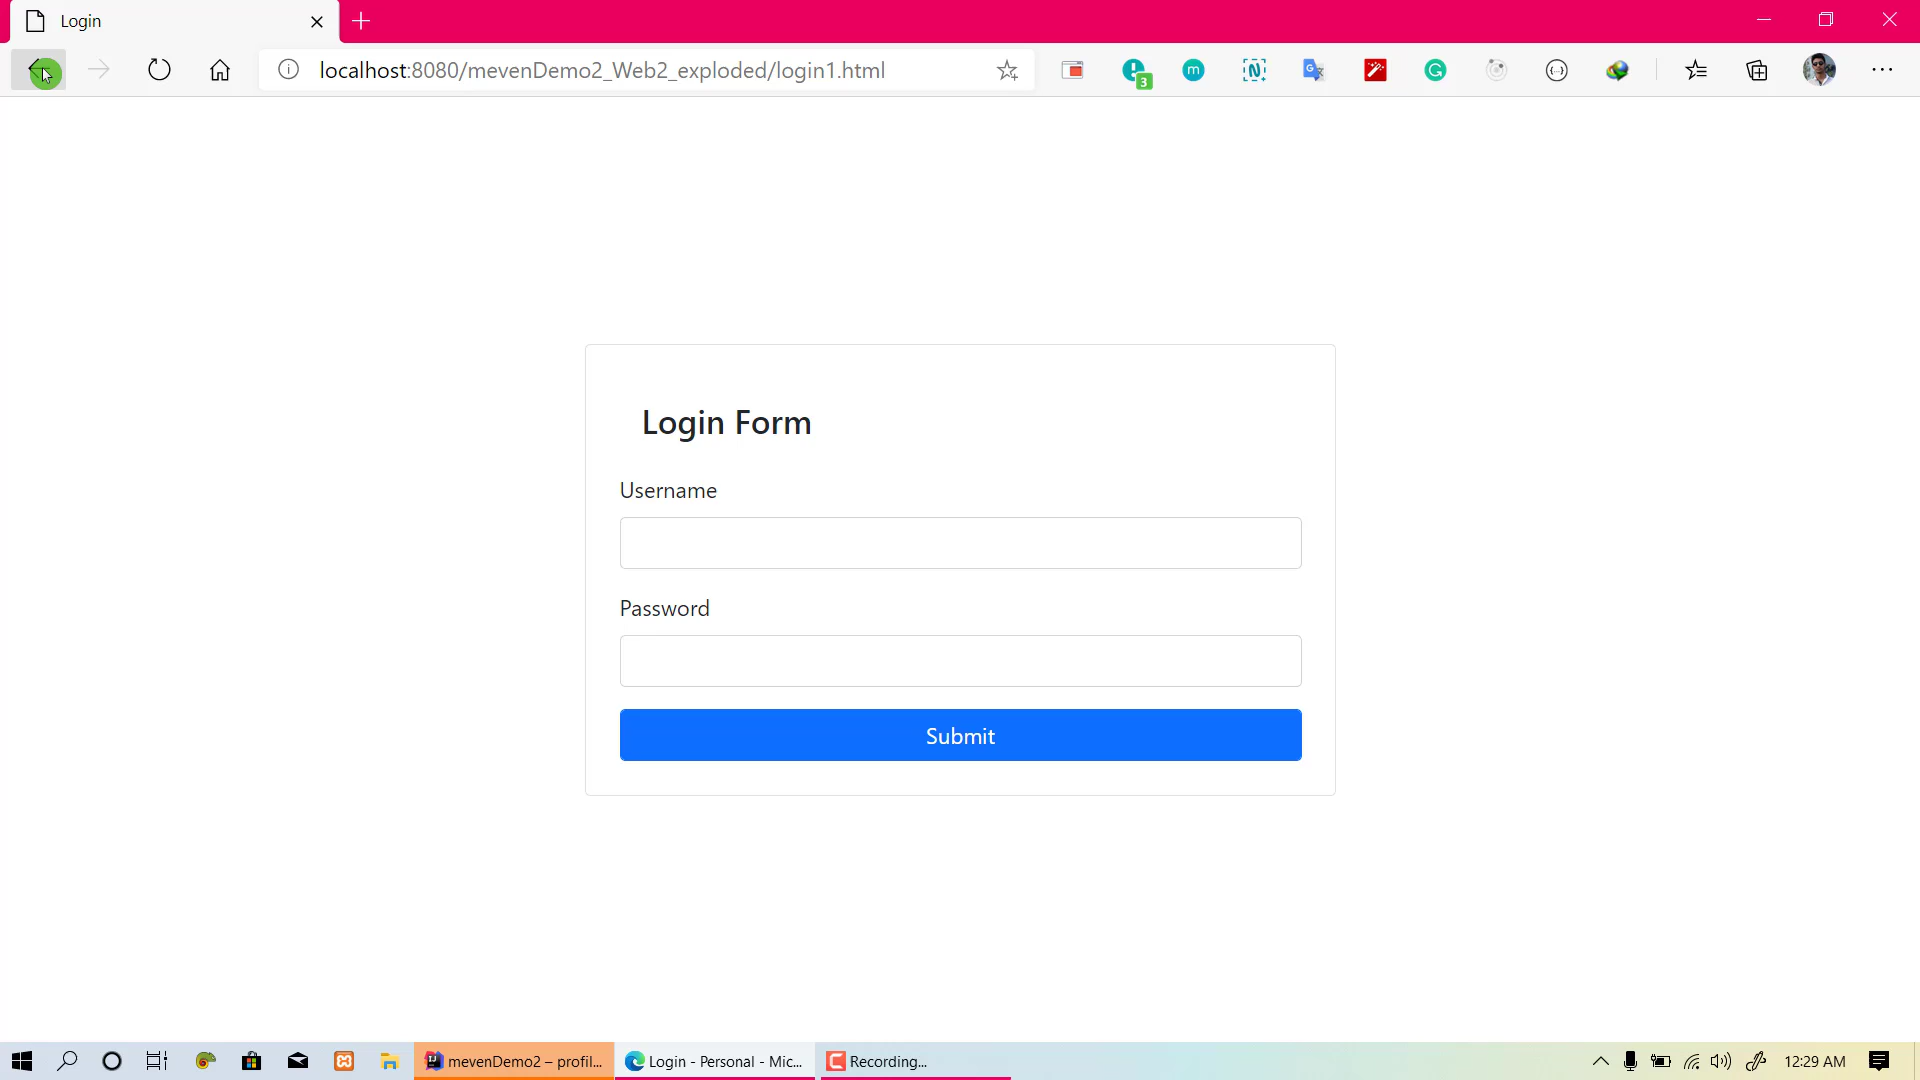 Login
localhost:8080/mevenDemo2_Web2_exploded/login1.html
3
m
N
G
G
Login Form
Username
Password
Submit
mevenDemo2 – profil...
Login - Personal - Mic...
Recording...
12:29 AM